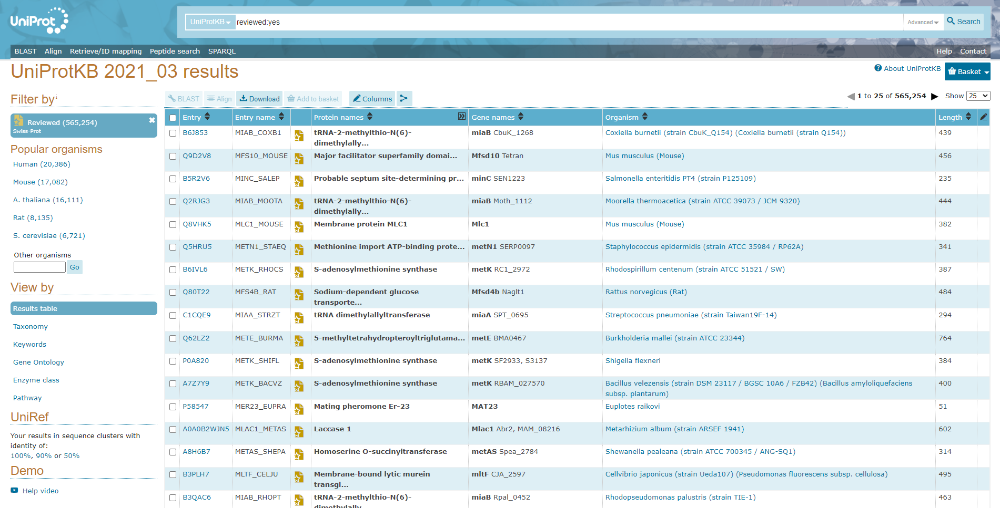 UniProt
UniProtKB
reviewed:yes
Advanced
Search
BLAST Align Retrieve/ID mapping Peptide search SPARQL
Help Contact
UniProtKB 2021_03 results
About UniProtKB
Basket
Filter by i
Reviewed (565,254)
Swiss-Prot
Popular organisms
Human (20,386)
Mouse (17,082)
A. thaliana (16,111)
Rat (8,135)
S. cerevisiae (6,721)
Other organisms
Go
View by
Results table
Taxonomy
Keywords
Gene Ontology
Enzyme class
Pathway
UniRef
Your results in sequence clusters with
identity of:
100%, 90% or 50%
Demo
Help video
BLAST Align Download Add to basket Columns
1 to 25 of 565,254 Show 25
Entry Entry name Protein names Gene names Organism Length
B6J853 MIAB_COXB1 tRNA-2-methylthio-N(6)- miaB CbuK_1268 Coxiella burnetii (strain CbuK_Q154) (Coxiella burnetii (strain Q154)) 439
dimethylally...
Q9D2V8 MFS10_MOUSE Major facilitator superfamily domai... Mfsd10 Tetran Mus musculus (Mouse) 456
B5R2V6 MINC_SALEP Probable septum site-determining pr... minC SEN1223 Salmonella enteritidis PT4 (strain P125109) 235
Q2RJG3 MIAB_MOOTA tRNA-2-methylthio-N(6)- miaB Moth_1112 Moorella thermoacetica (strain ATCC 39073 / JCM 9320) 444
dimethylally...
Q8VHK5 MLC1_MOUSE Membrane protein MLC1 Mlc1 Mus musculus (Mouse) 382
Q5HRU5 METN1_STAEQ Methionine import ATP-binding prote... metN1 SERP0097 Staphylococcus epidermidis (strain ATCC 35984 / RP62A) 341
B6IVL6 METK_RHOCS S-adenosylmethionine synthase metK RC1_2972 Rhodospirillum centenum (strain ATCC 51521 / SW) 387
Q80T22 MFS4B_RAT Sodium-dependent glucose Mfsd4b Naglt1 Rattus norvegicus (Rat) 484
transporte...
C1CQE9 MIAA_STRZT tRNA dimethylallyltransferase miaA SPT_0695 Streptococcus pneumoniae (strain Taiwan19F-14) 294
Q62LZ2 METE_BURMA 5-methyltetrahydropteroyltriglutama... metE BMA0467 Burkholderia mallei (strain ATCC 23344) 764
P0A820 METK_SHIFL S-adenosylmethionine synthase metK SF2933, S3137 Shigella flexneri 384
A7Z7Y9 METK_BACVZ S-adenosylmethionine synthase metK RBAM_027570 Bacillus velezensis (strain DSM 23117 / BGSC 10A6 / FZB42) (Bacillus amyloliquefaciens 400
subsp. plantarum)
P58547 MER23_EUPRA Mating pheromone Er-23 MAT23 Euplotes raikovi 51
A0A0B2WJN5 MLAC1_METAS Laccase 1 Mlac1 Abr2, MAM_08216 Metarhizium album (strain ARSEF 1941) 602
A8H6B7 METAS_SHEPA Homoserine O-succinyltransferase metAS Spea_2784 Shewanella pealeana (strain ATCC 700345 / ANG-SQ1) 314
B3PLH7 MLTF_CELJU Membrane-bound lytic murein mltF CJA_2597 Cellvibrio japonicus (strain Ueda107) (Pseudomonas fluorescens subsp. cellulosa) 495
transgl...
B3QAC6 MIAB_RHOPT tRNA-2-methylthio-N(6)- miaB Rpal_0452 Rhodopseudomonas palustris (strain TIE-1) 463
dimethylally